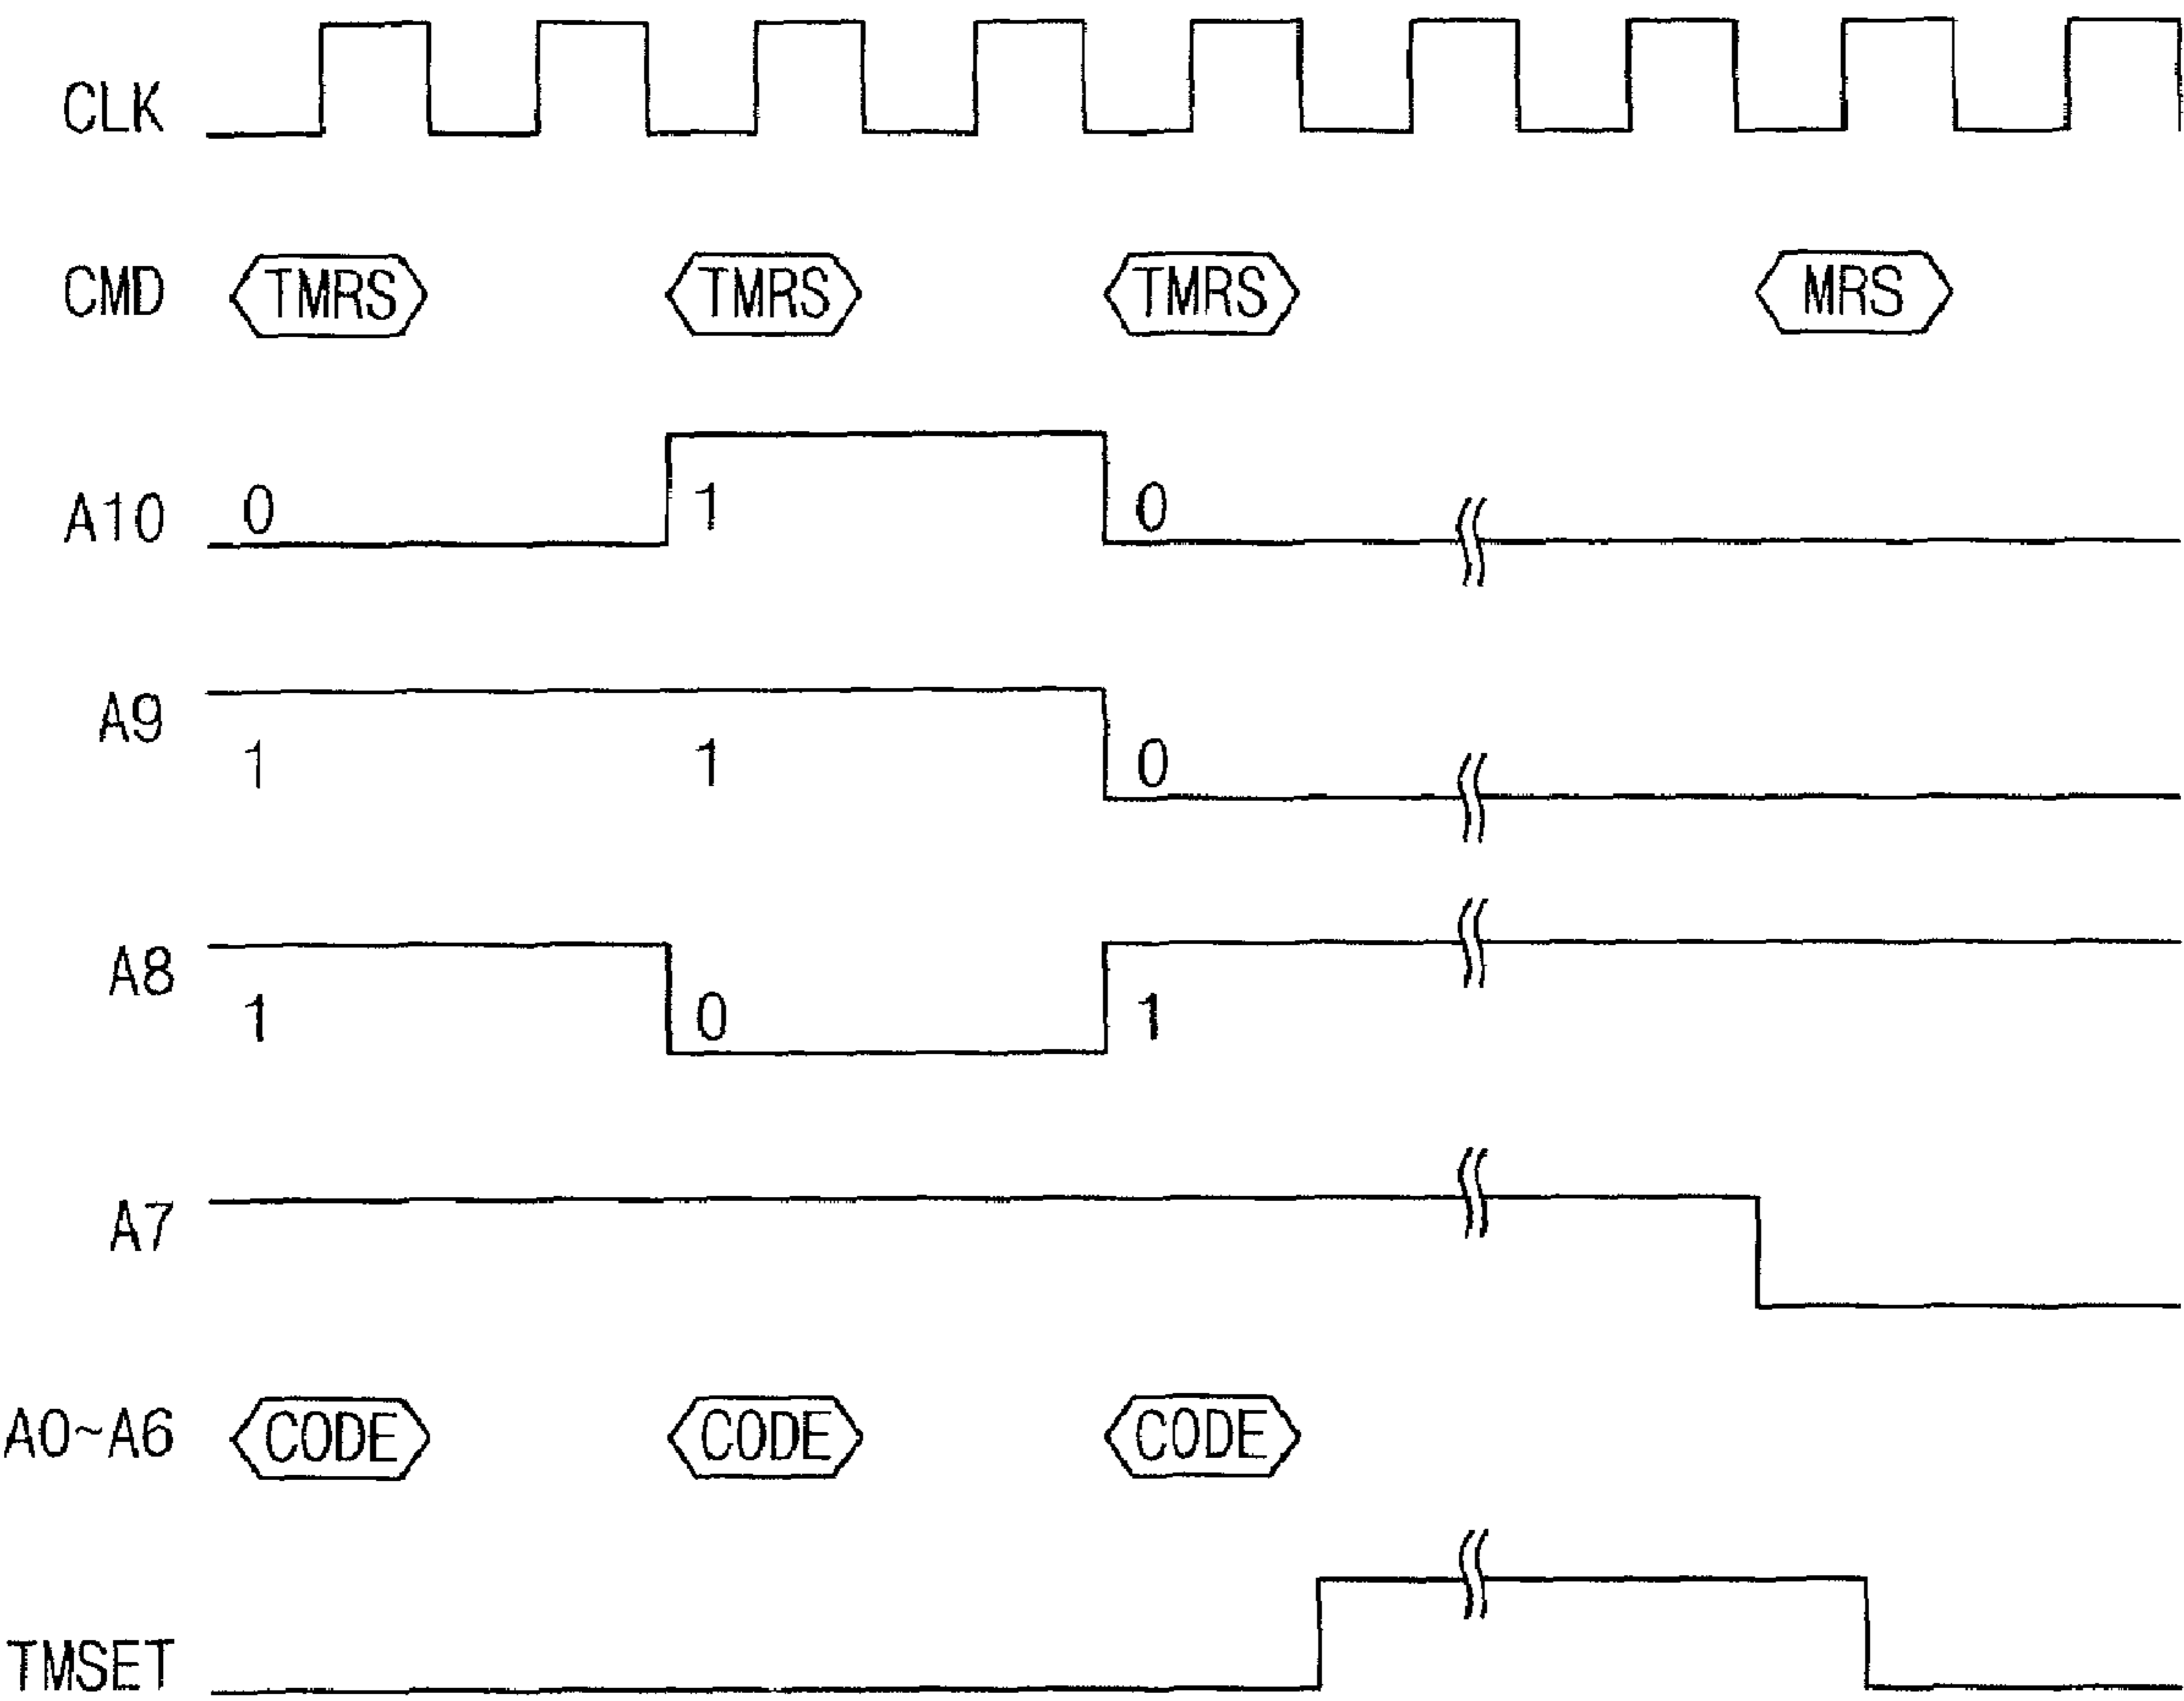 CLK
CMD TMRS TMRS TMRS MRS
A10 0 1 0
A9 1 1 0
A8 1 0 1
A7
A0~A6 CODE CODE CODE
TMSET